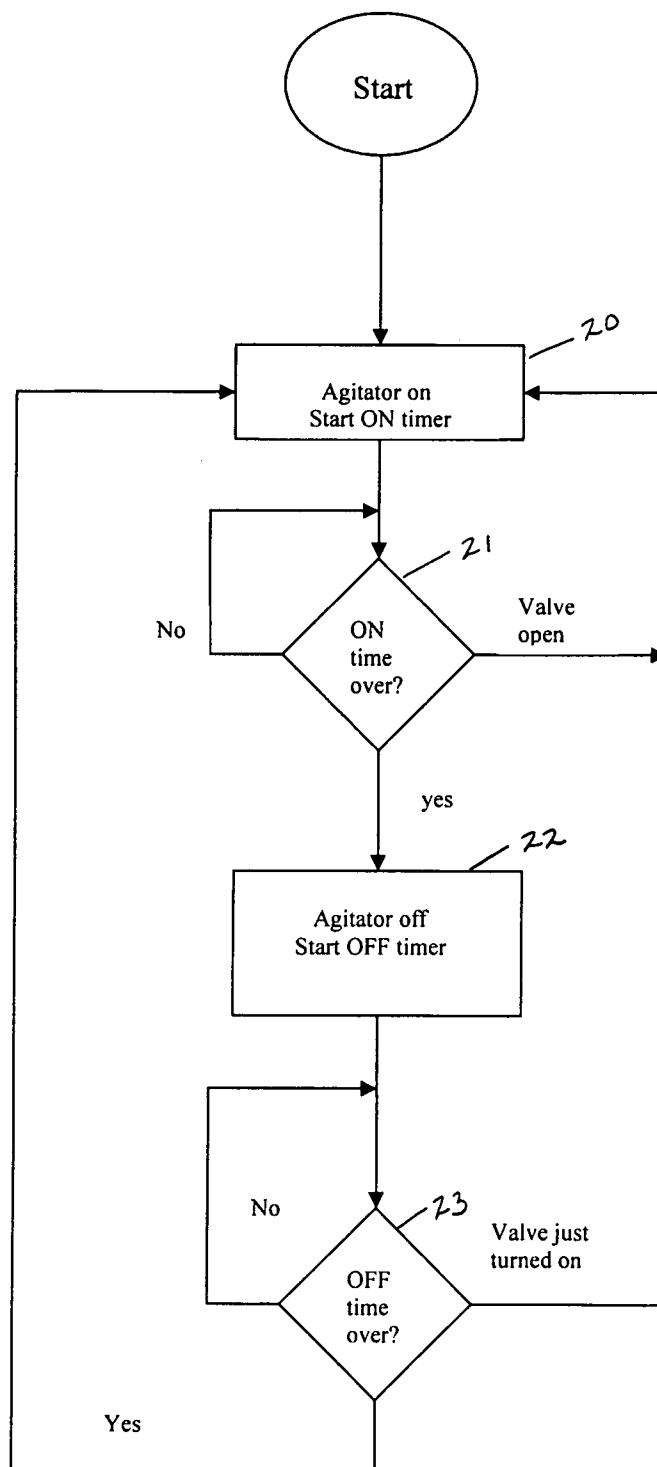 Start
20
Agitator on
Start ON timer
21
No
ON
time
over?
Valve
open
yes
22
Agitator off
Start OFF timer
No
23
OFF
time
over?
Valve just
turned on
Yes